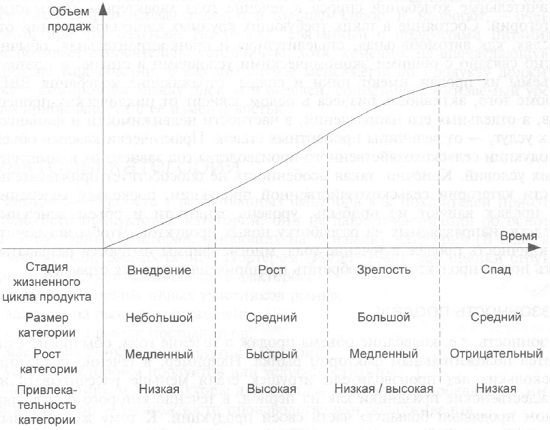 Объем
продаж
Время
Стадия
жизненного
цикла продукта
Внедрение Рост Зрелость Спад
Размер
категории
Небольшой Средний Большой Средний
Рост
категории
Медленный Быстрый Медленный Отрицательный
Привлека-
тельность
категории
Низкая Высокая Низкая / высокая Низкая